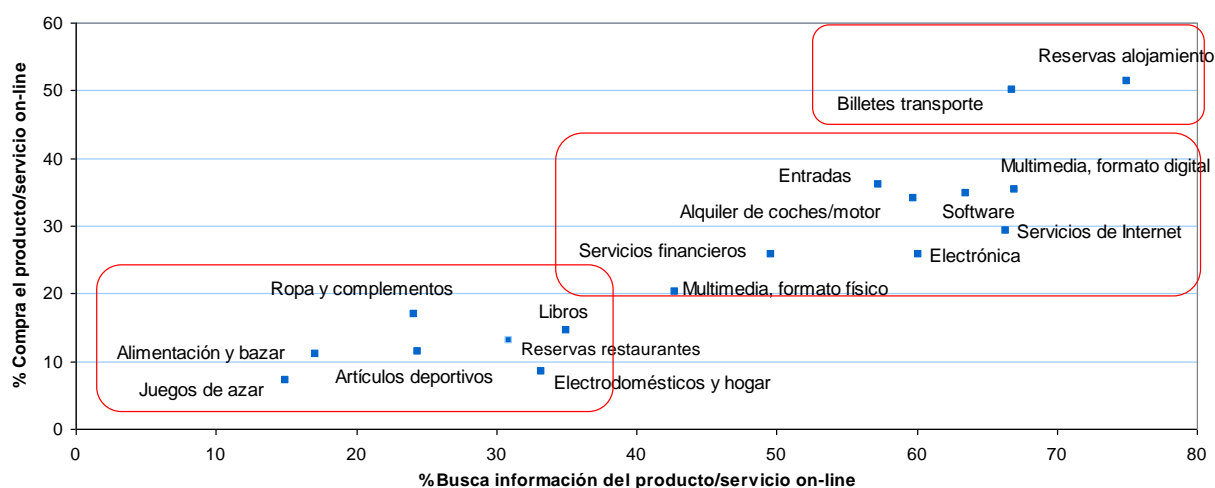 60
50
40
30
20
10
0
% Compra el producto/servicio on-line
Reservas alojamiento
Billetes transporte
Multimedia, formato digital
Entradas
Alquiler de coches/motor
Software
Servicios de Internet
Servicios financieros
Electrónica
Multimedia, formato físico
Ropa y complementos
Libros
Reservas restaurantes
Alimentación y bazar
Artículos deportivos
Electrodomésticos y hogar
Juegos de azar
0 10 20 30 40 50 60 70 80
%Busca información del producto/servicio on-line